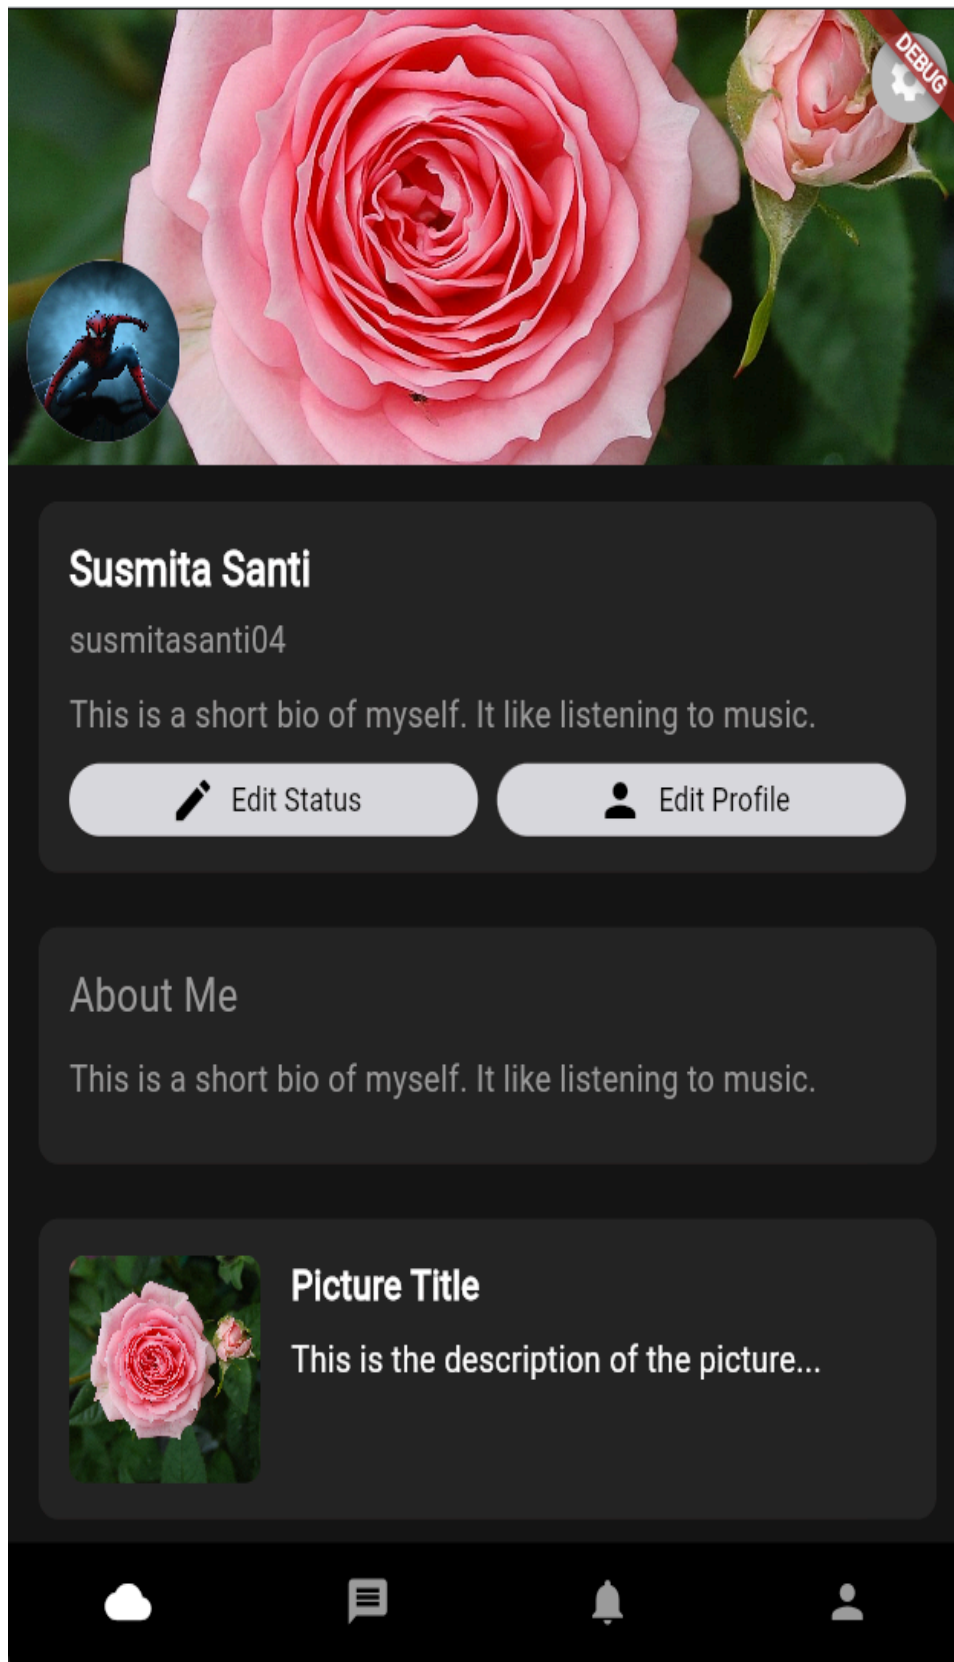 DEBUG
Susmita Santi
susmitasanti04
This is a short bio of myself. It like listening to music.
Edit Status
Edit Profile
About Me
This is a short bio of myself. It like listening to music.
Picture Title
This is the description of the picture...